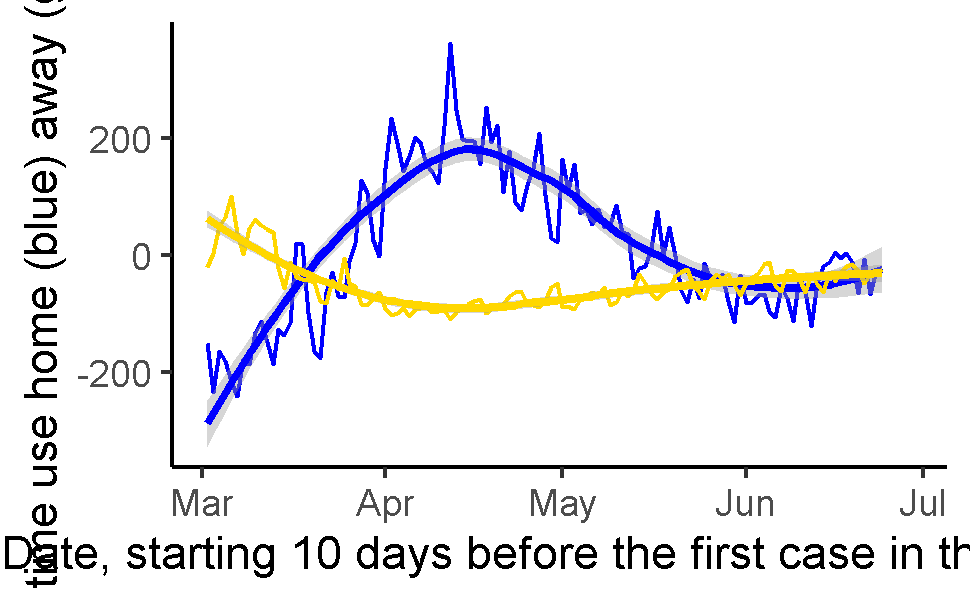 time use home (blue) away (
200
0
-200
Mar Apr May Jun Jul
Date, starting 10 days before the first case in th